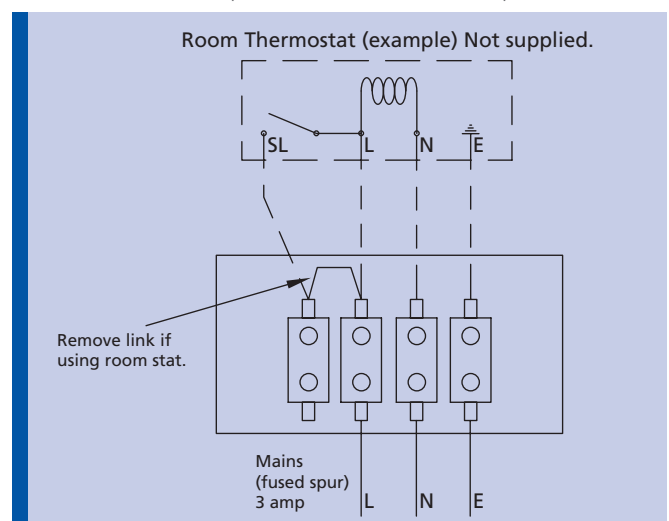 Room Thermostat (example) Not supplied.
SL L N E
Remove link if
using room stat.
Mains
(fused spur)
3 amp
L N E